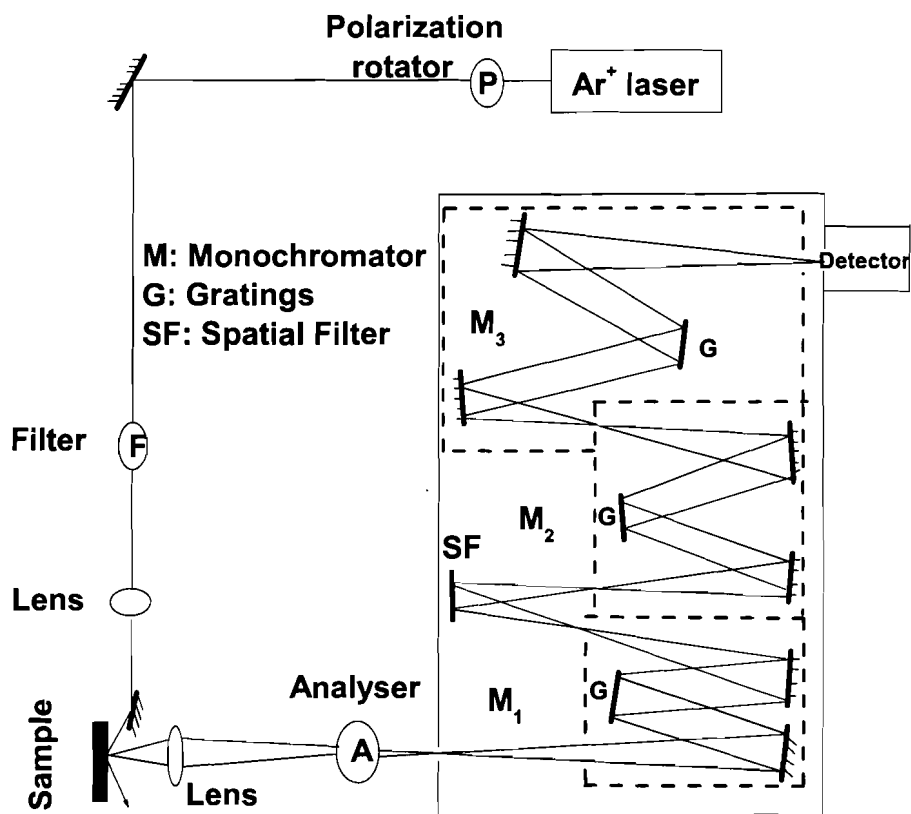 Polarization
rotator
P
Ar⁺ laser
M: Monochromator
G: Gratings
SF: Spatial Filter
Detector
M₃
G
Filter
F
G
M₂
SF
Lens
Analyser
G
M₁
A
Sample
Lens